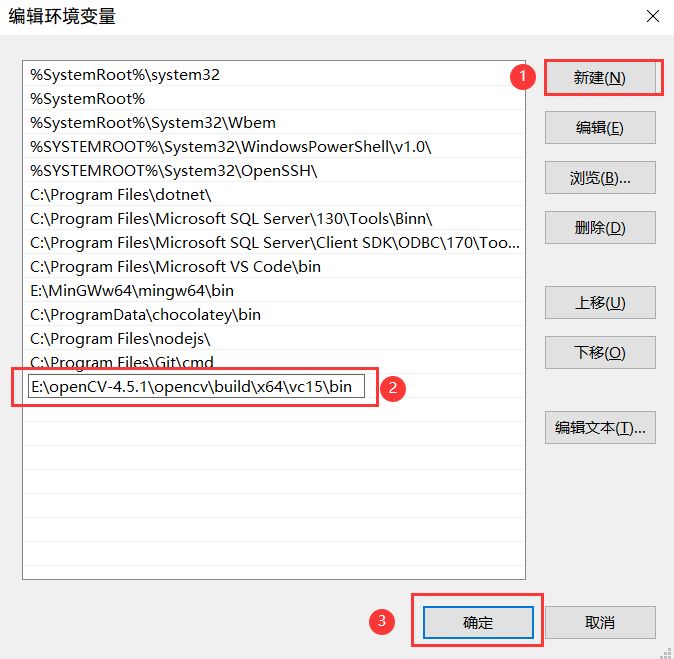 编辑环境变量
%SystemRoot%\system32
%SystemRoot%
%SystemRoot%\System32\Wbem
%SYSTEMROOT%\System32\WindowsPowerShell\v1.0\
%SYSTEMROOT%\System32\OpenSSH\
C:\Program Files\dotnet\
C:\Program Files\Microsoft SQL Server\130\Tools\Binn\
C:\Program Files\Microsoft SQL Server\Client SDK\ODBC\170\Too...
C:\Program Files\Microsoft VS Code\bin
E:\MinGWw64\mingw64\bin
C:\ProgramData\chocolatey\bin
C:\Program Files\nodejs\
C:\Program Files\Git\cmd
E:\openCV-4.5.1\opencv\build\x64\vc15\bin
2
1
新建(N)
编辑(E)
浏览(B)...
删除(D)
上移(U)
下移(O)
编辑文本(T)...
3
确定
取消